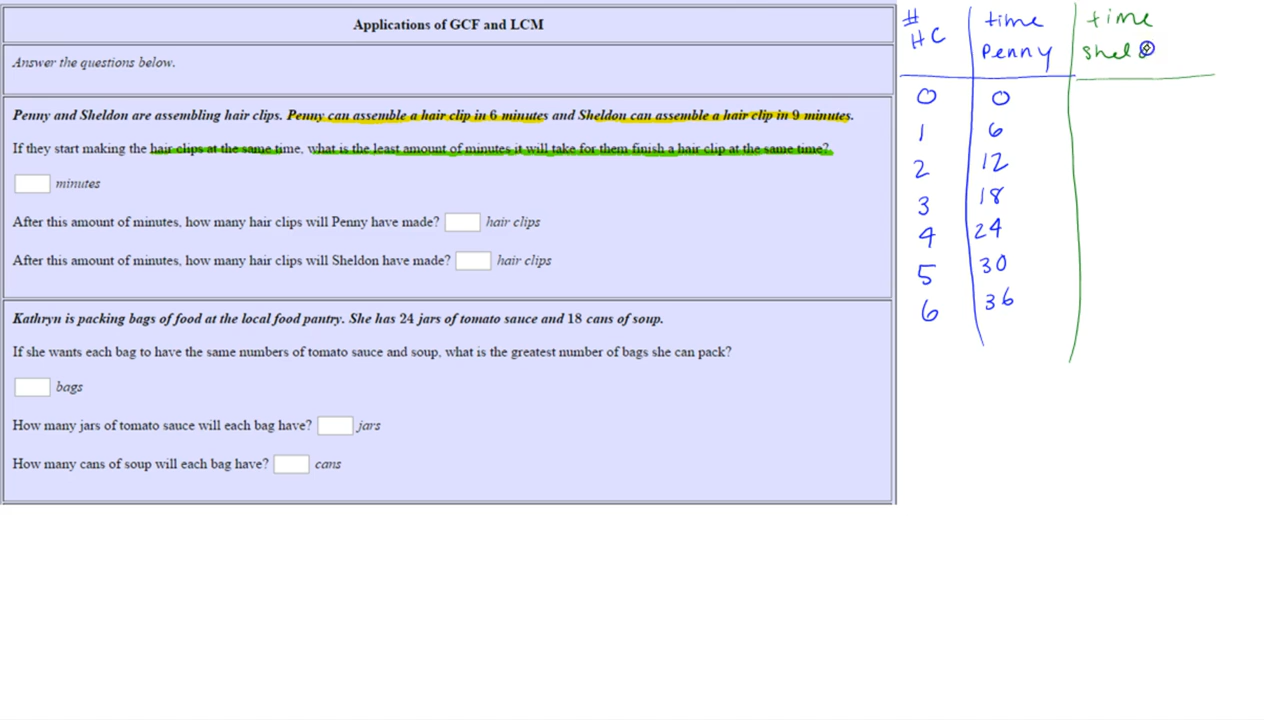 Applications of GCF and LCM
Answer the questions below.
Penny and Sheldon are assembling hair clips. Penny can assemble a hair clip in 6 minutes and Sheldon can assemble a hair clip in 9 minutes.
If they start making the hair clips at the same time, what is the least amount of minutes it will take for them finish a hair clip at the same time?
minutes
After this amount of minutes, how many hair clips will Penny have made? hair clips
After this amount of minutes, how many hair clips will Sheldon have made? hair clips
Kathryn is packing bags of food at the local food pantry. She has 24 jars of tomato sauce and 18 cans of soup.
If she wants each bag to have the same numbers of tomato sauce and soup, what is the greatest number of bags she can pack?
bags
How many jars of tomato sauce will each bag have? jars
How many cans of soup will each bag have? cans
# time time
HC Penny Shel
0 0
1 6
2 12
3 18
4 24
5 30
6 36